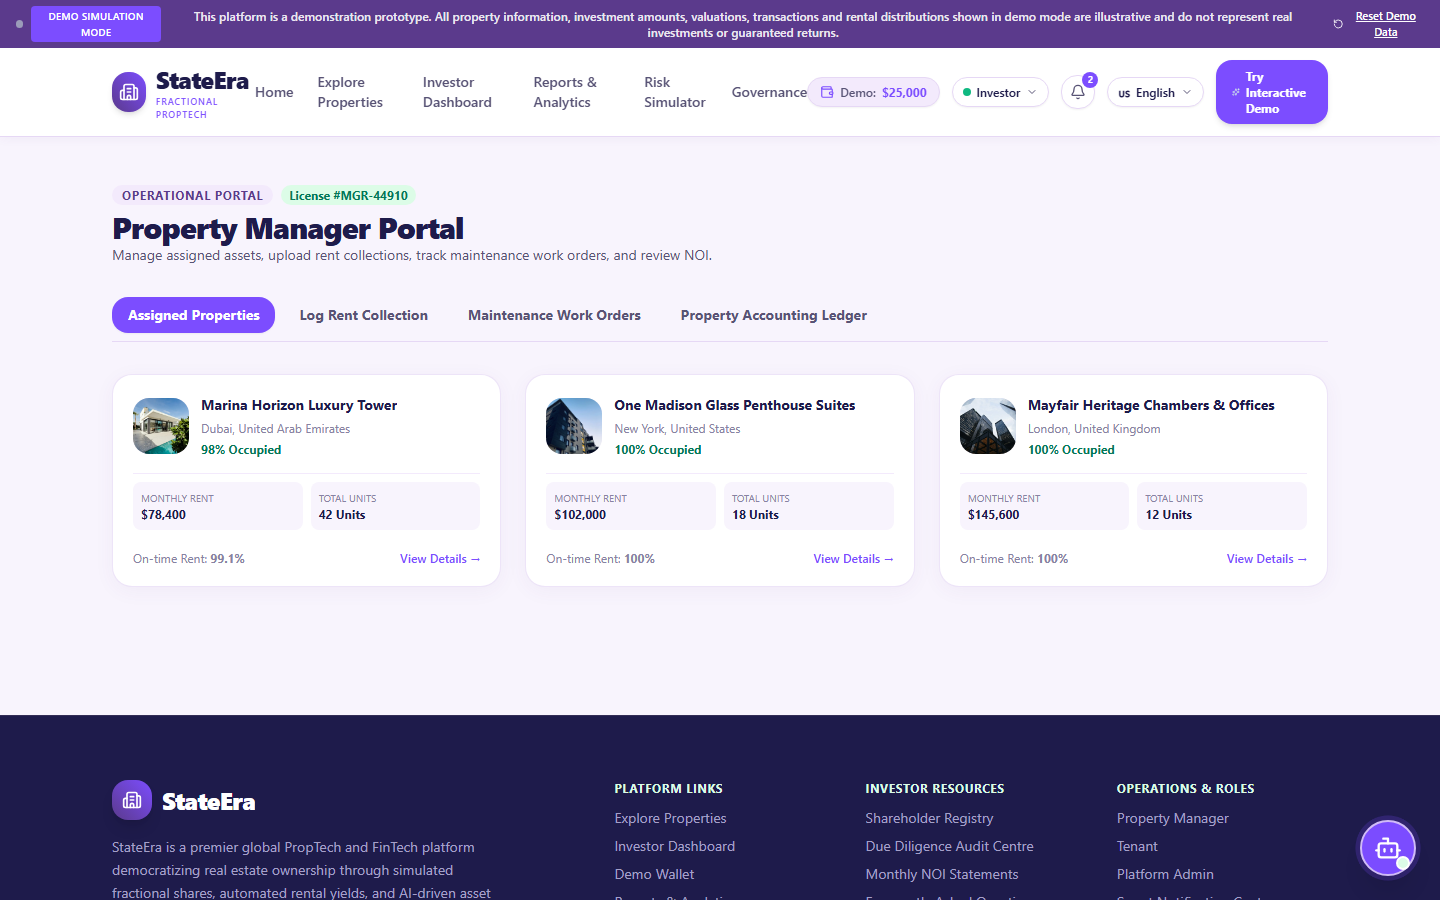 DEMO SIMULATION
MODE
This platform is a demonstration prototype. All property information, investment amounts, valuations, transactions and rental distributions shown in demo mode are illustrative and do not represent real
investments or guaranteed returns.
Reset Demo
Data
StateEra
FRACTIONAL
PROPTECH
Home
Explore
Properties
Investor
Dashboard
Reports &
Analytics
Risk
Simulator
Governance
Demo: $25,000
Investor
2
us English
Try
Interactive
Demo
OPERATIONAL PORTAL
License #MGR-44910
Property Manager Portal
Manage assigned assets, upload rent collections, track maintenance work orders, and review NOI.
Assigned Properties
Log Rent Collection
Maintenance Work Orders
Property Accounting Ledger
Marina Horizon Luxury Tower
Dubai, United Arab Emirates
98% Occupied
MONTHLY RENT
$78,400
TOTAL UNITS
42 Units
On-time Rent: 99.1%
View Details →
One Madison Glass Penthouse Suites
New York, United States
100% Occupied
MONTHLY RENT
$102,000
TOTAL UNITS
18 Units
On-time Rent: 100%
View Details →
Mayfair Heritage Chambers & Offices
London, United Kingdom
100% Occupied
MONTHLY RENT
$145,600
TOTAL UNITS
12 Units
On-time Rent: 100%
View Details →
StateEra
StateEra is a premier global PropTech and FinTech platform
democratizing real estate ownership through simulated
fractional shares, automated rental yields, and AI-driven asset
PLATFORM LINKS
Explore Properties
Investor Dashboard
Demo Wallet
INVESTOR RESOURCES
Shareholder Registry
Due Diligence Audit Centre
Monthly NOI Statements
OPERATIONS & ROLES
Property Manager
Tenant
Platform Admin